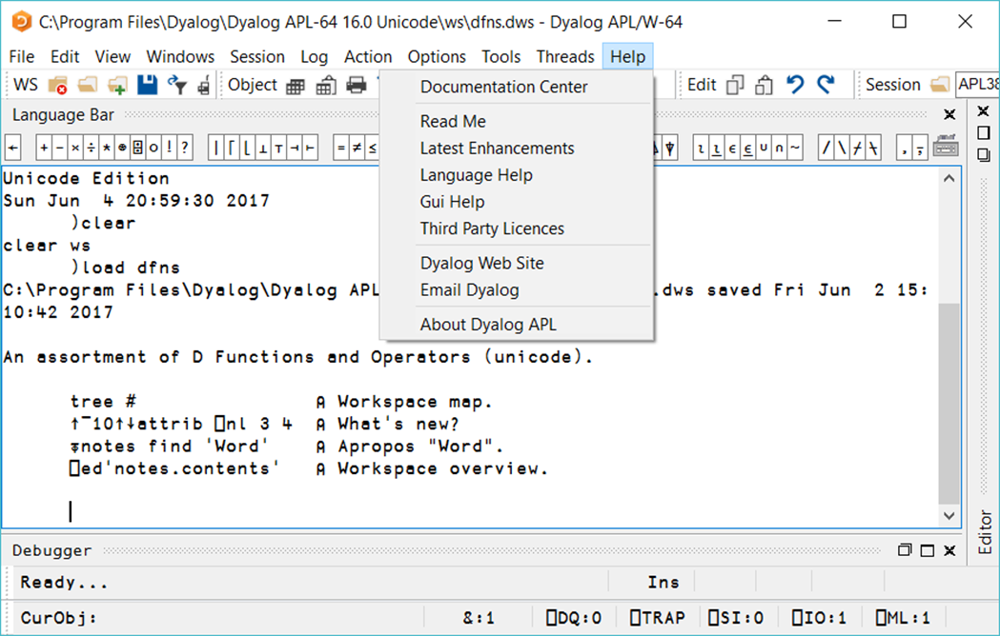 C:\Program Files\Dyalog\Dyalog APL-64 16.0 Unicode\ws\dfns.dws - Dyalog APL/W-64
File Edit View Windows Session Log Action Options Tools Threads Help
WS Object Edit Session APL38
Documentation Center
Read Me
Latest Enhancements
Language Help
Gui Help
Third Party Licences
Dyalog Web Site
Email Dyalog
About Dyalog APL
Language Bar
← + - × ÷ * ⍟ ⌹ ○ ! ? | ⌈ ⌊ ⊥ ⊤ ⊣ ⊢ = ≠ ≤ ⍒ ⍳ ⍸ ∊ ⍷ ∪ ∩ ~ / \ ⌿ ⍀ , ⍪
Unicode Edition
Sun Jun  4 20:59:30 2017
      )clear
clear ws
      )load dfns
C:\Program Files\Dyalog\Dyalog APL .dws saved Fri Jun  2 15:
10:42 2017
An assortment of D Functions and Operators (unicode).
      tree #                ⍝ Workspace map.
      ↑¯10↑↓attrib ⎕nl 3 4  ⍝ What's new?
      ⍕notes find 'Word'    ⍝ Apropos "Word".
      ⎕ed'notes.contents'   ⍝ Workspace overview.
Editor
Debugger
Ready... Ins
CurObj: &:1 ⎕DQ:0 ⎕TRAP ⎕SI:0 ⎕IO:1 ⎕ML:1